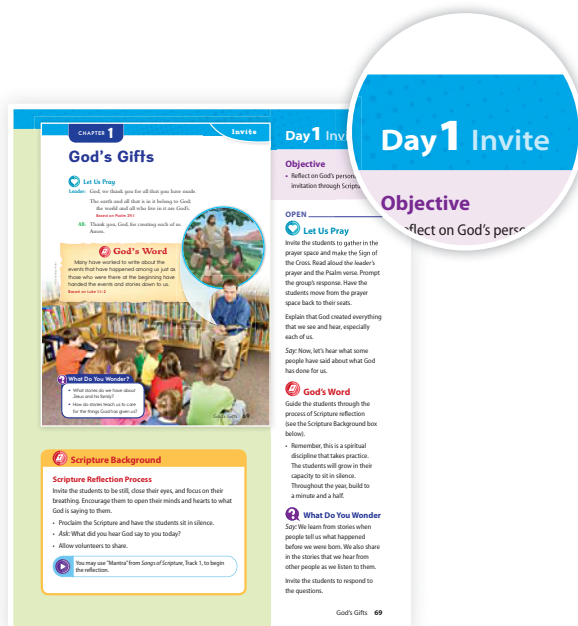 CHAPTER 1
Invite
God's Gifts
Let Us Pray
Leader: God, we thank you for all that you have made.
The earth and all that is in it belong to God;
the world and all who live in it are God's.
Based on Psalm 24:1
All: Thank you, God, for creating each of us.
Amen.
God's Word
Many have worked to write about the
events that have happened among us just as
those who were there at the beginning have
handed the events and stories down to us.
Based on Luke 1:1-2
What Do You Wonder?
• What stories do we have about
Jesus and his family?
• How do stories teach us to care
for the things God has given us?
God's Gifts 69
Scripture Background
Scripture Reflection Process
Invite the students to be still, close their eyes, and focus on their
breathing. Encourage them to open their minds and hearts to what
God is saying to them.
• Proclaim the Scripture and have the students sit in silence.
• Ask: What did you hear God say to you today?
• Allow volunteers to share.
You may use "Mantra" from Songs of Scripture, Track 1, to begin
the reflection.
Day 1 Invi
Objective
• Reflect on God's person
invitation through Scriptu
OPEN
Let Us Pray
Invite the students to gather in the
prayer space and make the Sign of
the Cross. Read aloud the leader's
prayer and the Psalm verse. Prompt
the group's response. Have the
students move from the prayer
space back to their seats.
Explain that God created everything
that we see and hear, especially
each of us.
Say: Now, let's hear what some
people have said about what God
has done for us.
God's Word
Guide the students through the
process of Scripture reflection
(see the Scripture Background box
below).
• Remember, this is a spiritual
discipline that takes practice.
The students will grow in their
capacity to sit in silence.
Throughout the year, build to
a minute and a half.
What Do You Wonder
Say: We learn from stories when
people tell us what happened
before we were born. We also share
in the stories that we hear from
other people as we listen to them.
Invite the students to respond to
the questions.
God's Gifts 69
Day 1 Invite
Objective
eflect on God's perso